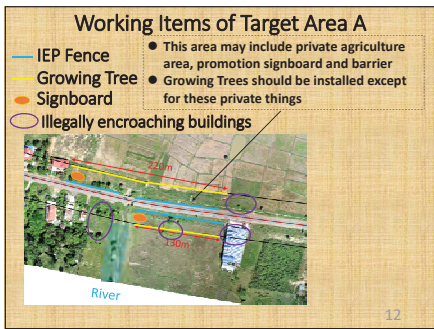 Working Items of Target Area A
IEP Fence
Growing Tree
Signboard
Illegally encroaching buildings
● This area may include private agriculture
area, promotion signboard and barrier
● Growing Trees should be installed except
for these private things
220m
130m
River
12